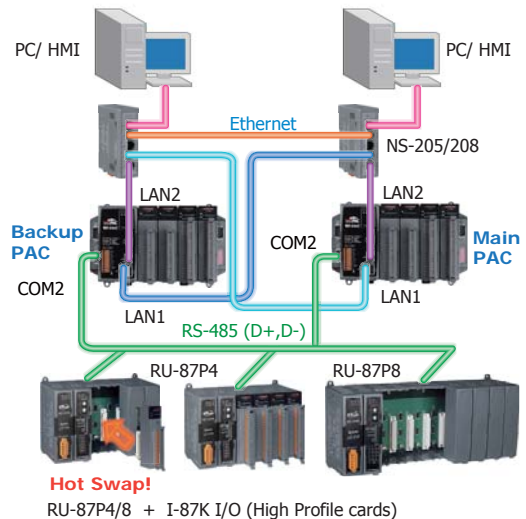 PC/ HMI
PC/ HMI
Ethernet
NS-205/208
LAN2
LAN2
Backup
PAC
COM2
Main
PAC
COM2
LAN1
LAN1
RS-485 (D+,D-)
RU-87P4
RU-87P8
Hot Swap!
RU-87P4/8 + I-87K I/O (High Profile cards)